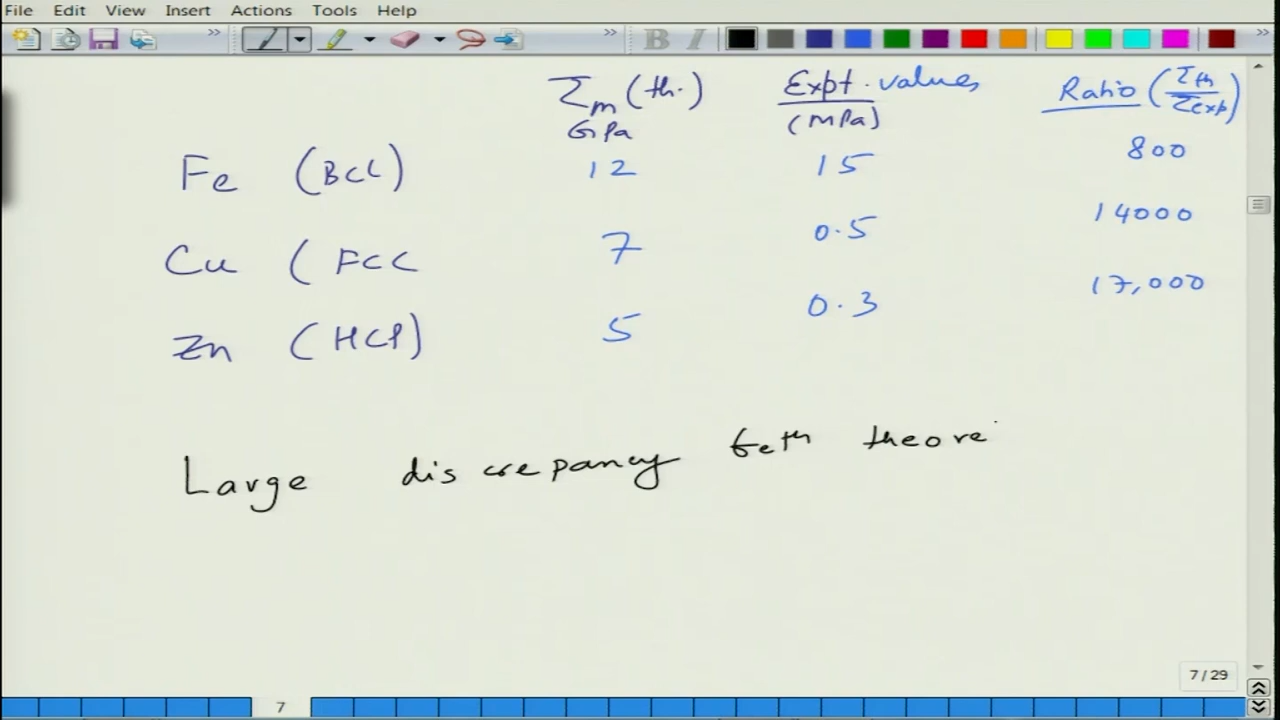 File Edit View Insert Actions Tools Help
B I
τm (th.) Expt. values Ratio (τth/τexp)
GPa (MPa)
Fe (BCC) 12 15 800
Cu (FCC 7 0.5 14000
Zn (HCP) 5 0.3 17,000
Large discrepancy betn theore
7 / 29
7